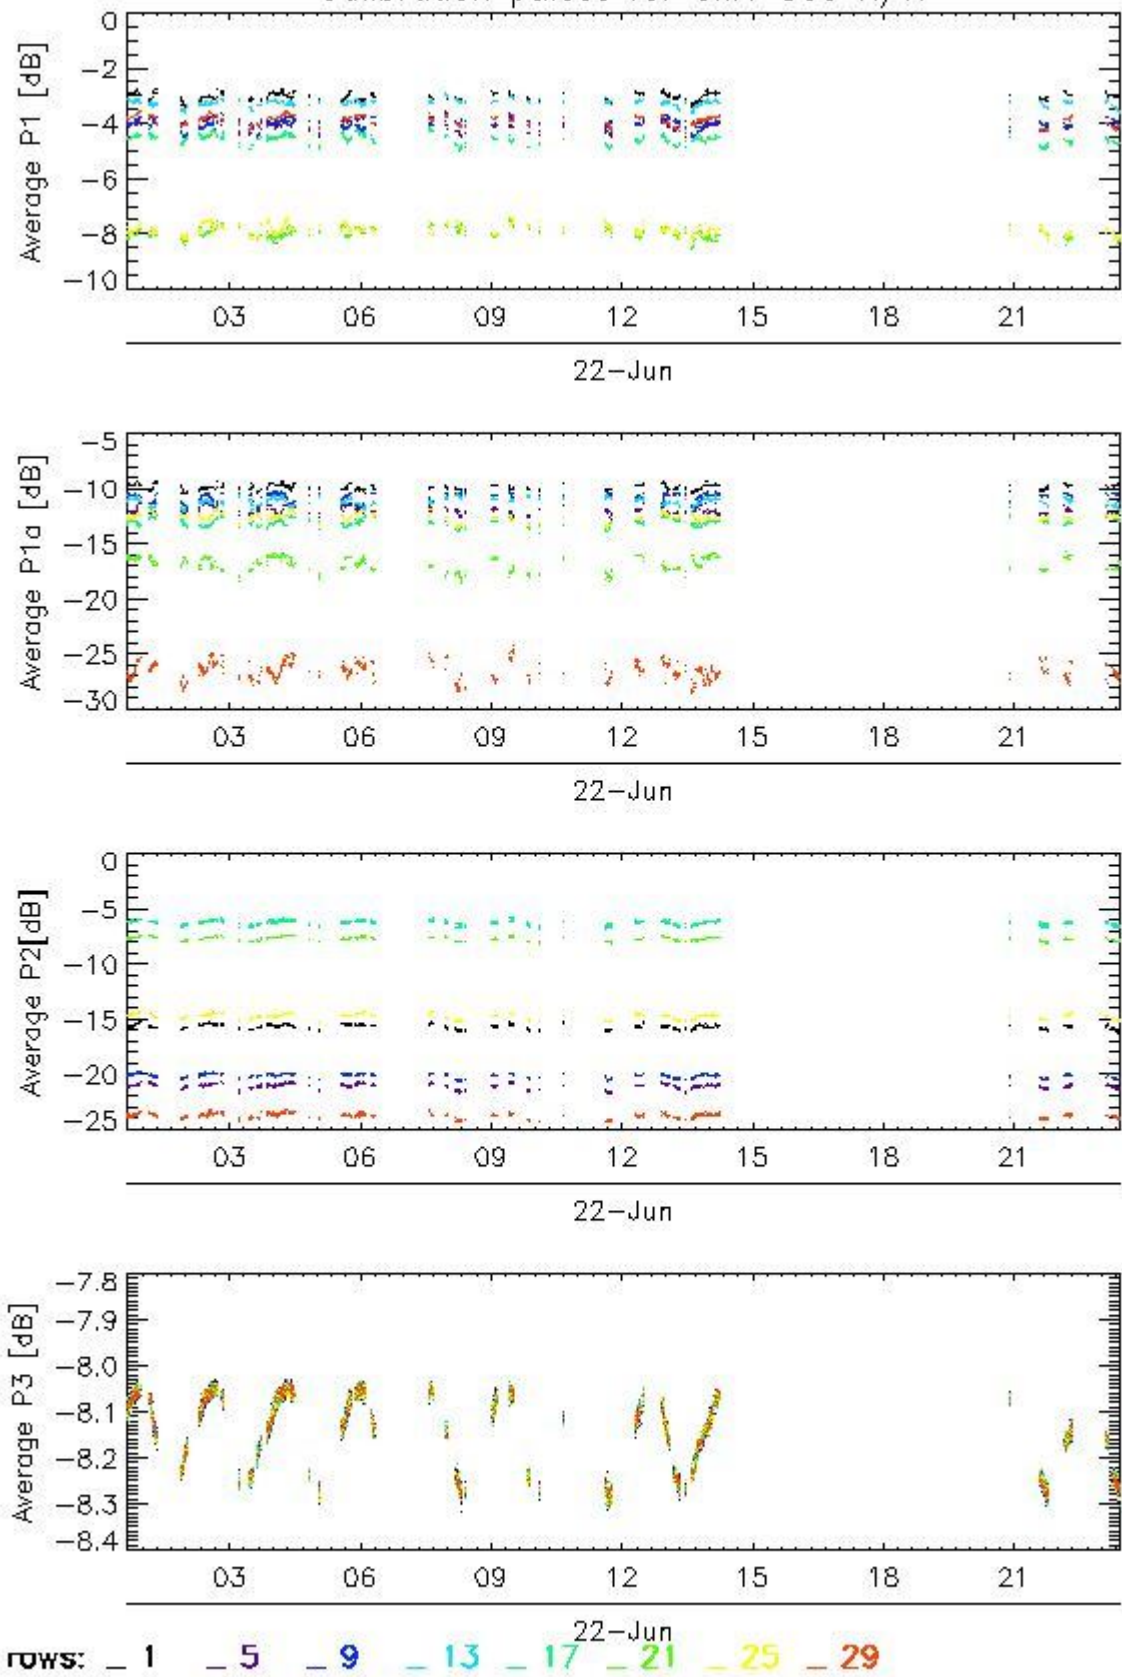 0
−2
−4
−6
−8
−10
Average P1 [dB]
03 06 09 12 15 18 21
22−Jun
−5
−10
−15
−20
−25
−30
Average P1a [dB]
03 06 09 12 15 18 21
22−Jun
0
−5
−10
−15
−20
−25
Average P2[dB]
03 06 09 12 15 18 21
22−Jun
−7.8
−7.9
−8.0
−8.1
−8.2
−8.3
−8.4
Average P3 [dB]
03 06 09 12 15 18 21
22−Jun
rows: _ 1 _ 5 _ 9 _ 13 _ 17 _ 21 _ 25 _ 29